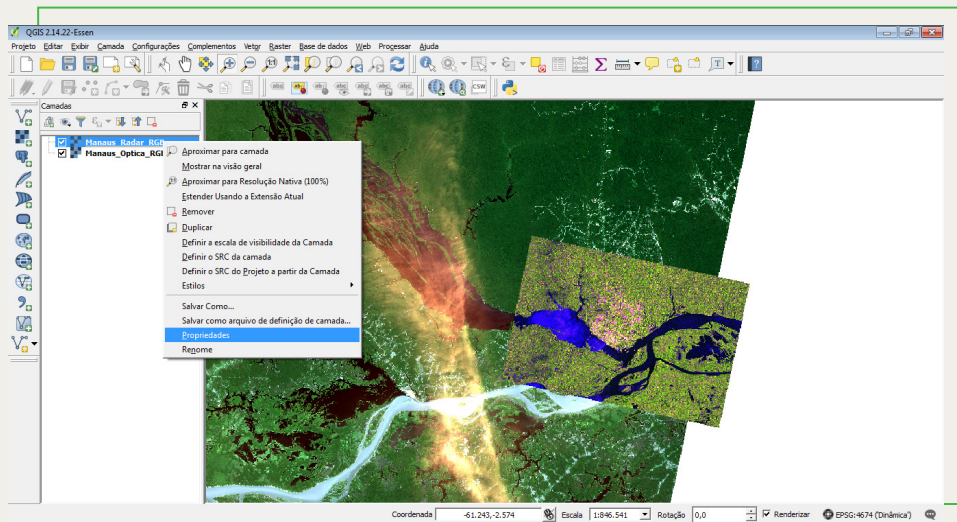 QGIS 2.14.22-Essen
Projeto Editar Exibir Camada Configurações Complementos Vetor Raster Base de dados Web Processar Ajuda
Camadas
Manaus_Radar_RGB
Manaus_Optica_RGB
Aproximar para camada
Mostrar na visão geral
Aproximar para Resolução Nativa (100%)
Estender Usando a Extensão Atual
Remover
Duplicar
Definir a escala de visibilidade da Camada
Definir o SRC da camada
Definir o SRC do Projeto a partir da Camada
Estilos
Salvar Como...
Salvar como arquivo de definição de camada...
Propriedades
Renome
Coordenada -61.243,-2.574 Escala 1:846.541 Rotação 0,0 Renderizar EPSG:4674 ('Dinâmica')